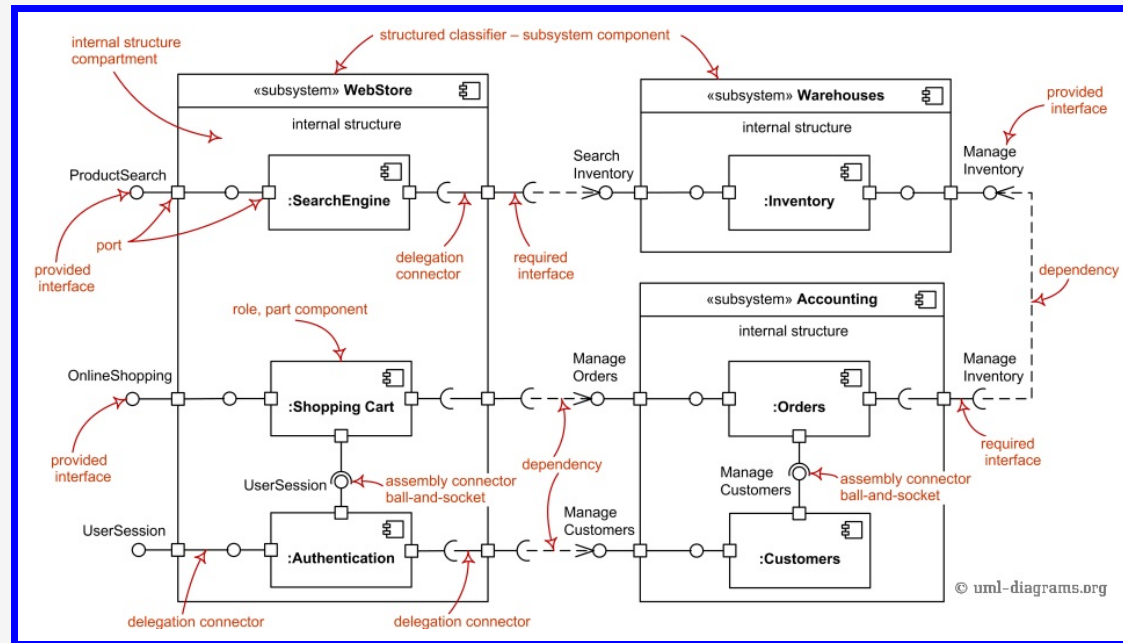 structured classifier – subsystem component
internal structure
compartment
«subsystem» WebStore
internal structure
«subsystem» Warehouses
internal structure
provided
interface
ProductSearch
:SearchEngine
Search
Inventory
:Inventory
Manage
Inventory
port
provided
interface
delegation
connector
required
interface
dependency
role, part component
«subsystem» Accounting
internal structure
OnlineShopping
:Shopping Cart
Manage
Orders
:Orders
Manage
Inventory
provided
interface
dependency
required
interface
UserSession
assembly connector
ball-and-socket
Manage
Customers
assembly connector
ball-and-socket
UserSession
:Authentication
Manage
Customers
:Customers
delegation connector
delegation connector
© uml-diagrams.org